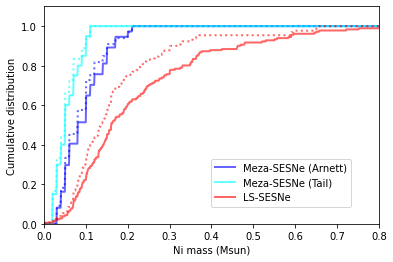 1.0
0.8
0.6
0.4
0.2
0.0
Cumulative distribution
Meza-SESNe (Arnett)
Meza-SESNe (Tail)
LS-SESNe
0.0 0.1 0.2 0.3 0.4 0.5 0.6 0.7 0.8
Ni mass (Msun)